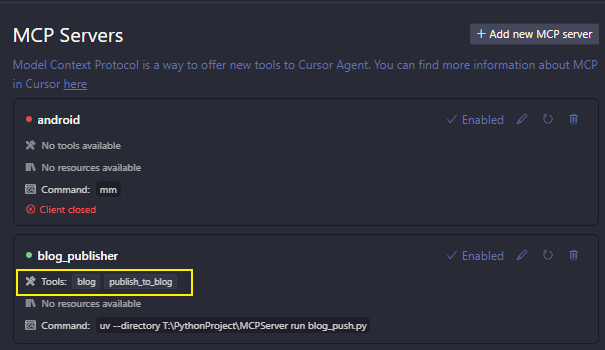 MCP Servers
+ Add new MCP server
Model Context Protocol is a way to offer new tools to Cursor Agent. You can find more information about MCP
in Cursor here
android
Enabled
No tools available
No resources available
Command: mm
Client closed
blog_publisher
Enabled
Tools: blog publish_to_blog
No resources available
Command: uv --directory T:\PythonProject\MCPServer run blog_push.py